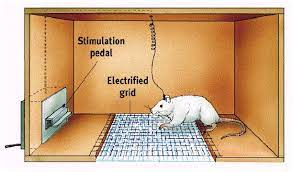 Stimulation
pedal
Electrified
grid